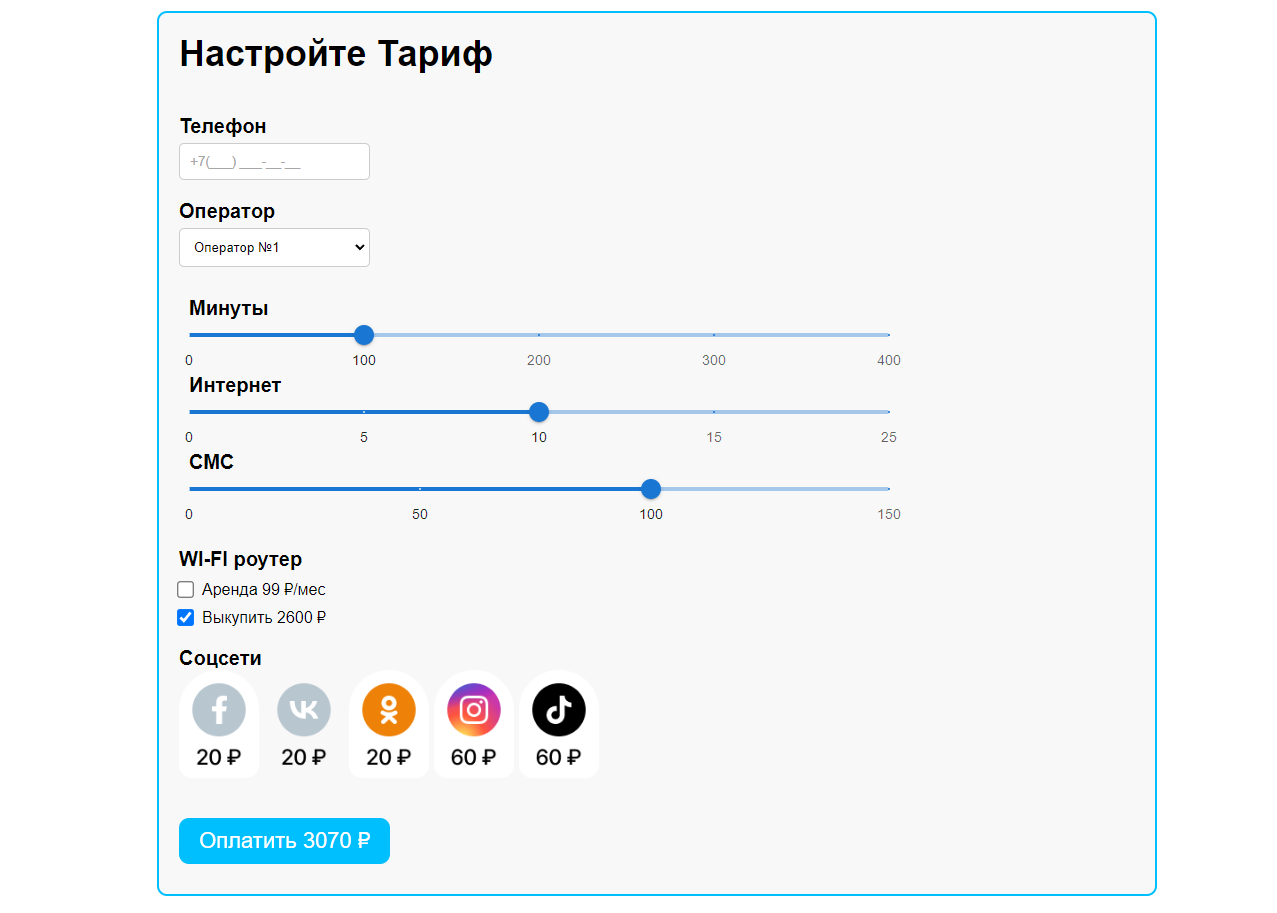 Настройте Тариф
Телефон
+7(___) ___-__-__
Оператор
Оператор №1
Минуты
0 100 200 300 400
Интернет
0 5 10 15 25
СМС
0 50 100 150
WI-FI роутер
Аренда 99 ₽/мес
Выкупить 2600 ₽
Соцсети
20 ₽ 20 ₽ 20 ₽ 60 ₽ 60 ₽
Оплатить 3070 ₽